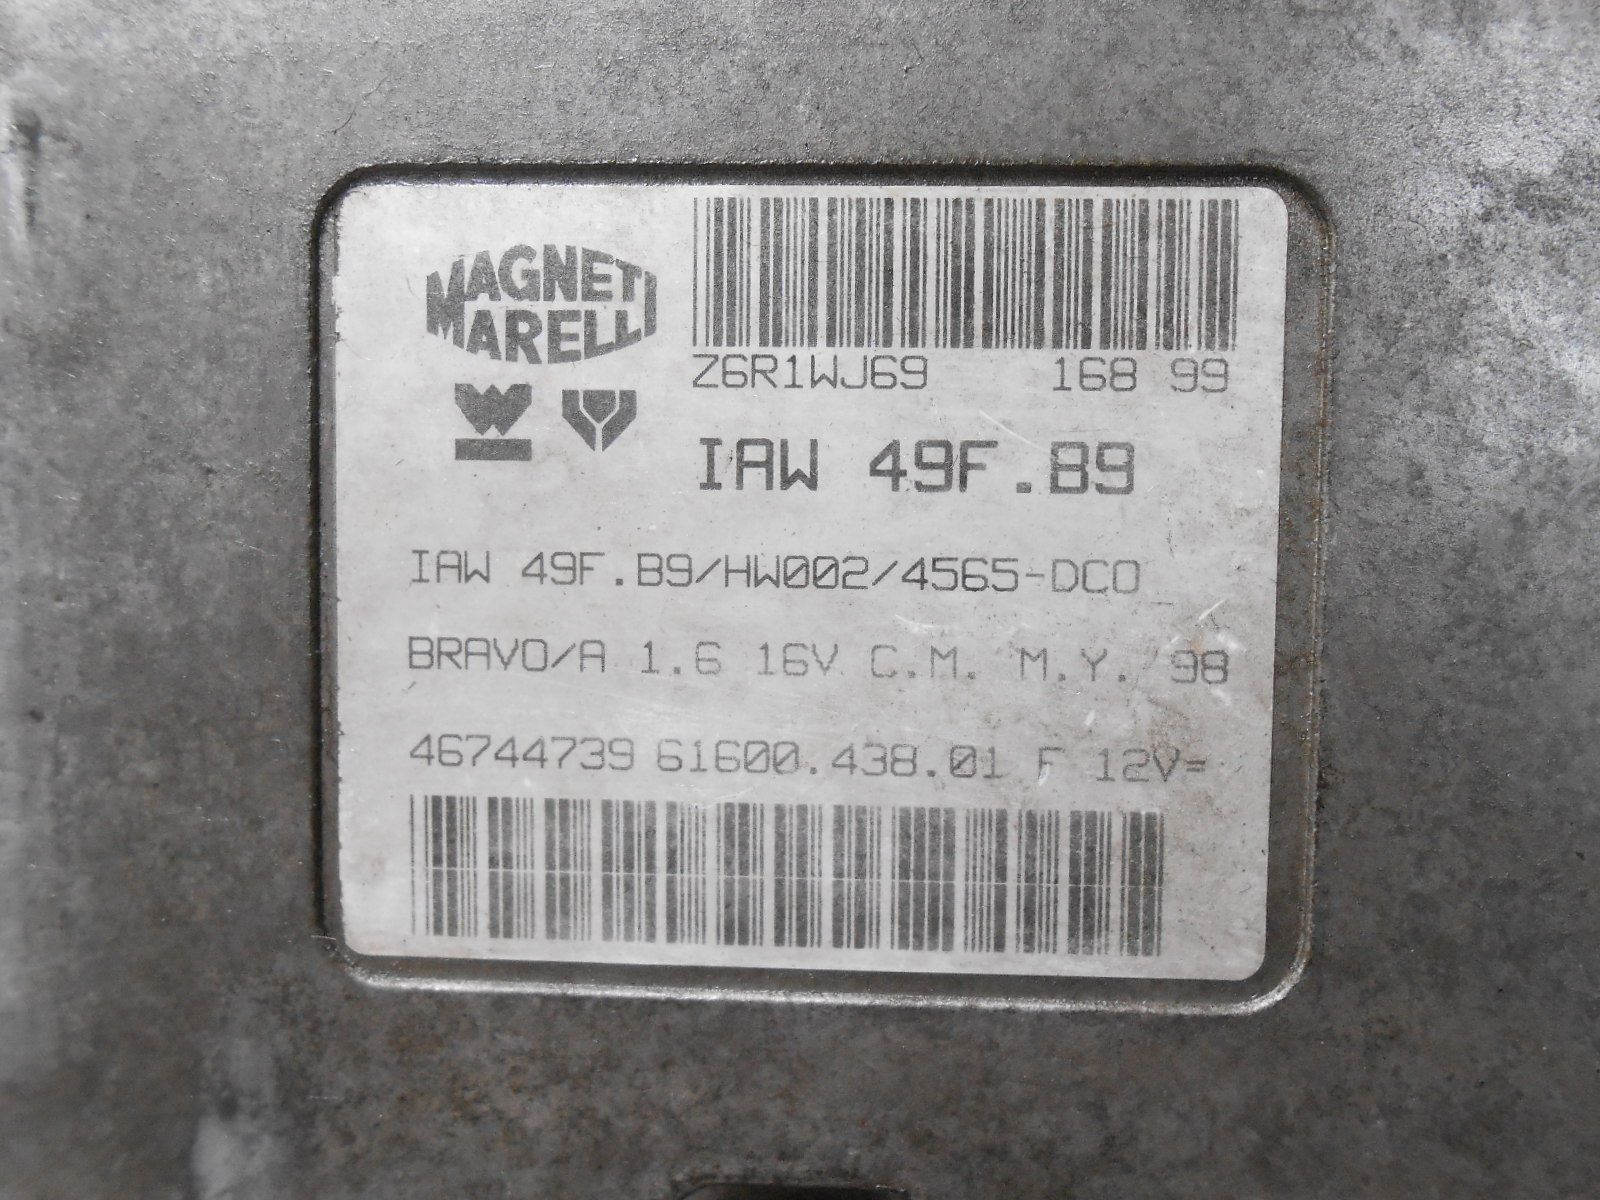 MAGNETI
MARELLI
Z6R1WJ69 168 99
IAW 49F.B9
IAW 49F.B9/HW002/4565-DCO
BRAVO/A 1.6 16V C.M. M.Y. 98
46744739 61600.438.01 F 12V=